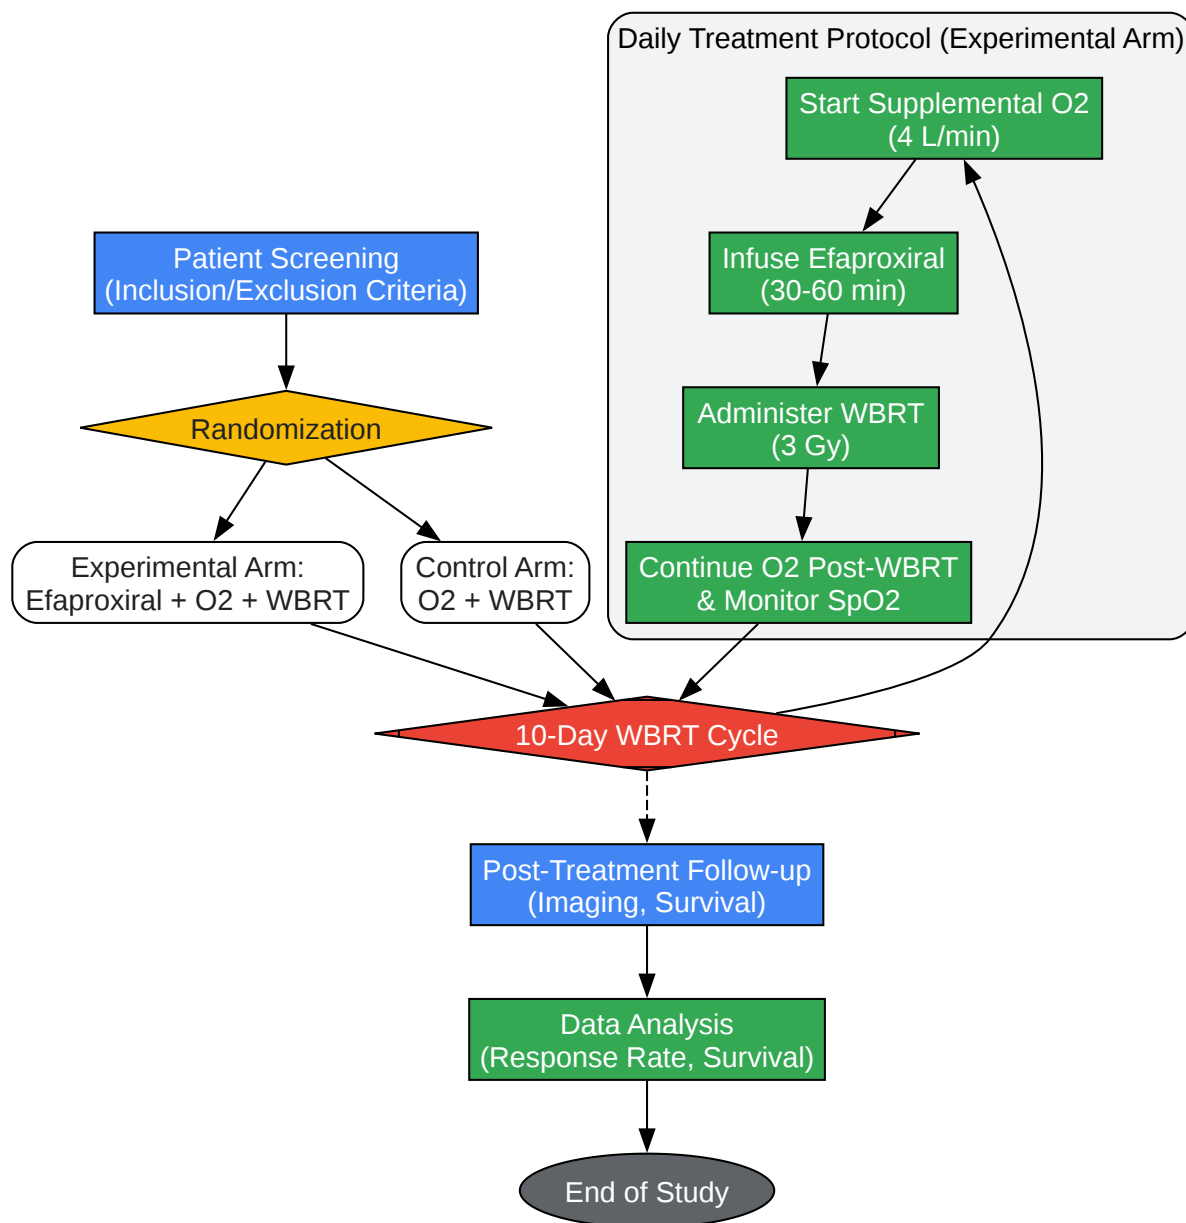 Daily Treatment Protocol (Experimental Arm)
Start Supplemental O2
(4 L/min)
Infuse Efaproxiral
(30-60 min)
Administer WBRT
(3 Gy)
Continue O2 Post-WBRT
& Monitor SpO2
Patient Screening
(Inclusion/Exclusion Criteria)
Randomization
Experimental Arm:
Efaproxiral + O2 + WBRT
Control Arm:
O2 + WBRT
10-Day WBRT Cycle
Post-Treatment Follow-up
(Imaging, Survival)
Data Analysis
(Response Rate, Survival)
End of Study